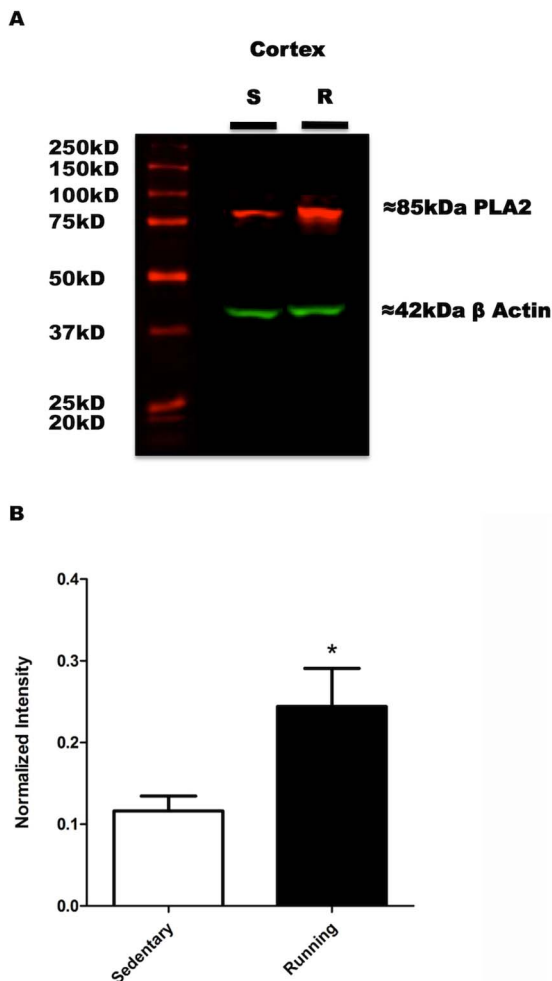 A
Cortex
S R
250kD
150kD
100kD
75kD
≈85kDa PLA2
50kD
≈42kDa β Actin
37kD
25kD
20kD
B
0.4
0.3
*
0.2
0.1
0.0
Normalized Intensity
Sedentary
Running